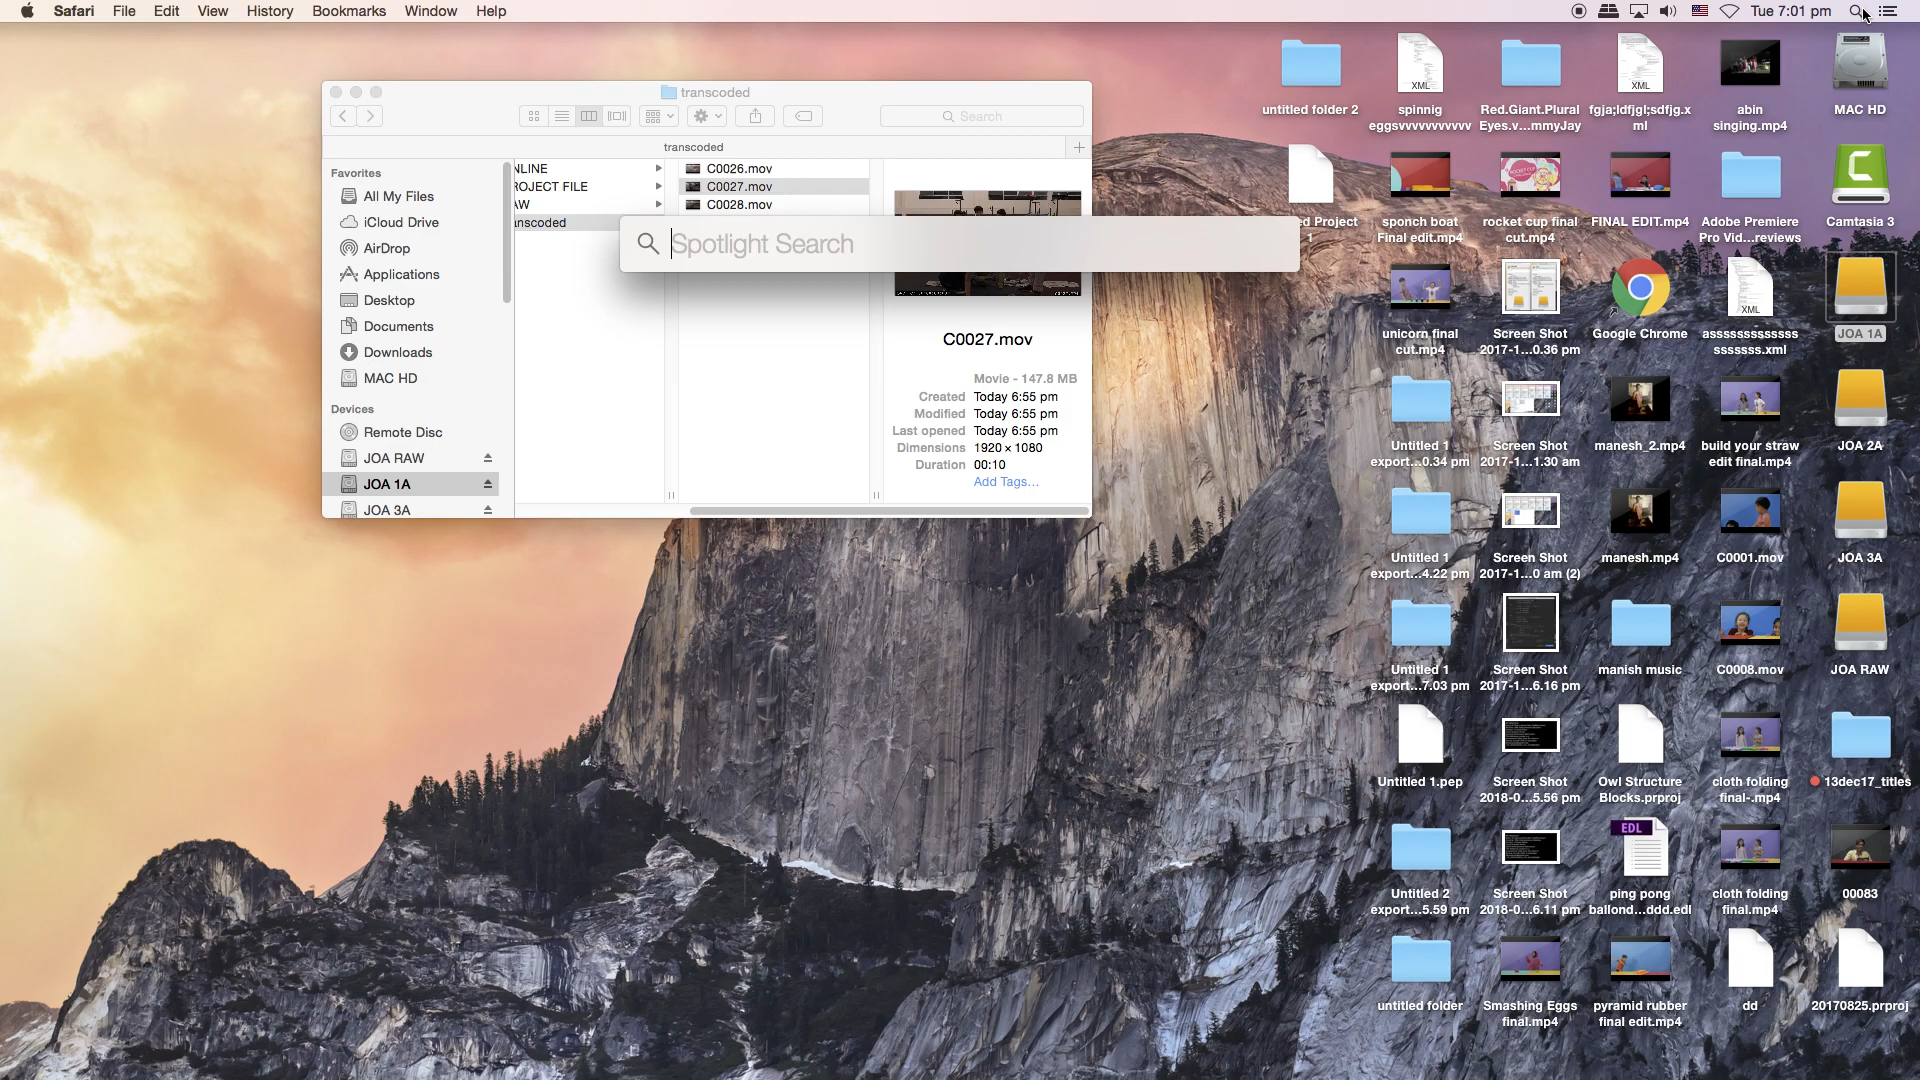 Safari File Edit View History Bookmarks Window Help
Tue 7:01 pm
transcoded
Search
transcoded
Favorites
All My Files
iCloud Drive
AirDrop
Applications
Desktop
Documents
Downloads
MAC HD
Devices
Remote Disc
JOA RAW
JOA 1A
JOA 3A
NLINE
ROJECT FILE
AW
anscoded
C0026.mov
C0027.mov
C0028.mov
Spotlight Search
C0027.mov
Movie - 147.8 MB
Created Today 6:55 pm
Modified Today 6:55 pm
Last opened Today 6:55 pm
Dimensions 1920 × 1080
Duration 00:10
Add Tags...
untitled folder 2
XML
spinnig
eggsvvvvvvvvvvv
Red.Giant.Plural
Eyes.v...mmyJay
XML
fgja;ldfjgl;sdfjg.x
ml
abin
singing.mp4
MAC HD
ed Project
1
sponch boat
Final edit.mp4
rocket cup final
cut.mp4
FINAL EDIT.mp4
Adobe Premiere
Pro Vid...reviews
C
Camtasia 3
unicorn final
cut.mp4
Screen Shot
2017-1...0.36 pm
Google Chrome
XML
asssssssssssss
sssssss.xml
JOA 1A
Untitled 1
export...0.34 pm
Screen Shot
2017-1...1.30 am
manesh_2.mp4
build your straw
edit final.mp4
JOA 2A
Untitled 1
export...4.22 pm
Screen Shot
2017-1...0 am (2)
manesh.mp4
C0001.mov
JOA 3A
Untitled 1
export...7.03 pm
Screen Shot
2017-1...6.16 pm
manish music
C0008.mov
JOA RAW
Untitled 1.pep
Screen Shot
2018-0...5.56 pm
Owl Structure
Blocks.prproj
cloth folding
final-.mp4
13dec17_titles
Untitled 2
export...5.59 pm
Screen Shot
2018-0...6.11 pm
EDL
ping pong
ballond...ddd.edl
cloth folding
final.mp4
00083
untitled folder
Smashing Eggs
final.mp4
pyramid rubber
final edit.mp4
dd
20170825.prproj